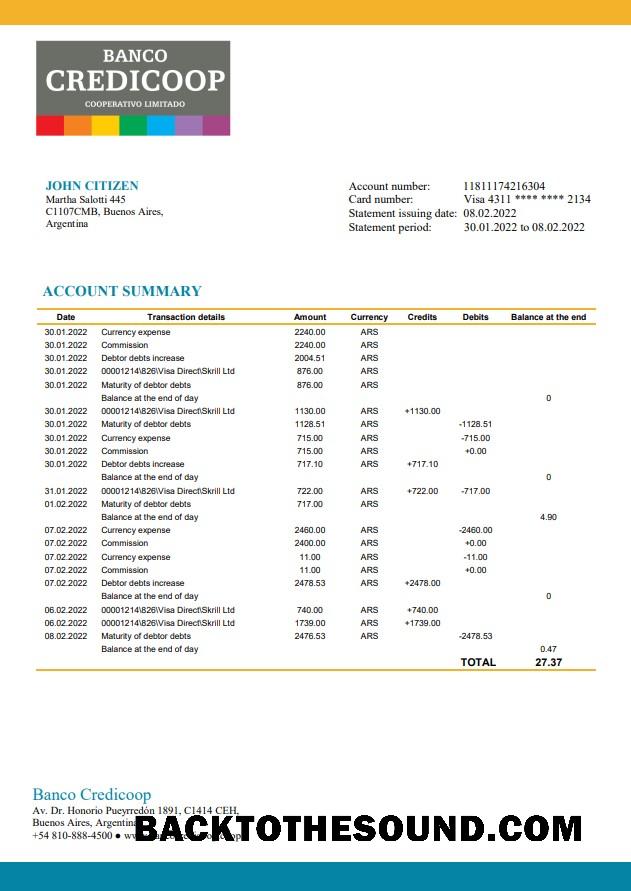 BANCO
CREDICOOP
COOPERATIVO LIMITADO
JOHN CITIZEN
Martha Salotti 445
C1107CMB, Buenos Aires,
Argentina
Account number: 11811174216304
Card number: Visa 4311 **** **** 2134
Statement issuing date: 08.02.2022
Statement period: 30.01.2022 to 08.02.2022
ACCOUNT SUMMARY
Date Transaction details Amount Currency Credits Debits Balance at the end
30.01.2022 Currency expense 2240.00 ARS
30.01.2022 Commission 2240.00 ARS
30.01.2022 Debtor debts increase 2004.51 ARS
30.01.2022 00001214\826\Visa Direct\Skrill Ltd 876.00 ARS
30.01.2022 Maturity of debtor debts 876.00 ARS
Balance at the end of day 0
30.01.2022 00001214\826\Visa Direct\Skrill Ltd 1130.00 ARS +1130.00
30.01.2022 Maturity of debtor debts 1128.51 ARS -1128.51
30.01.2022 Currency expense 715.00 ARS -715.00
30.01.2022 Commission 715.00 ARS +0.00
30.01.2022 Debtor debts increase 717.10 ARS +717.10
Balance at the end of day 0
31.01.2022 00001214\826\Visa Direct\Skrill Ltd 722.00 ARS +722.00 -717.00
01.02.2022 Maturity of debtor debts 717.00 ARS
Balance at the end of day 4.90
07.02.2022 Currency expense 2460.00 ARS -2460.00
07.02.2022 Commission 2400.00 ARS +0.00
07.02.2022 Currency expense 11.00 ARS -11.00
07.02.2022 Commission 11.00 ARS +0.00
07.02.2022 Debtor debts increase 2478.53 ARS +2478.00
Balance at the end of day 0
06.02.2022 00001214\826\Visa Direct\Skrill Ltd 740.00 ARS +740.00
06.02.2022 00001214\826\Visa Direct\Skrill Ltd 1739.00 ARS +1739.00
08.02.2022 Maturity of debtor debts 2476.53 ARS -2478.53
Balance at the end of day 0.47
TOTAL 27.37
Banco Credicoop
Av. Dr. Honorio Pueyrredón 1891, C1414 CEH,
Buenos Aires, Argentina
+54 810-888-4500 ●
BACKTOTHESOUND.COM